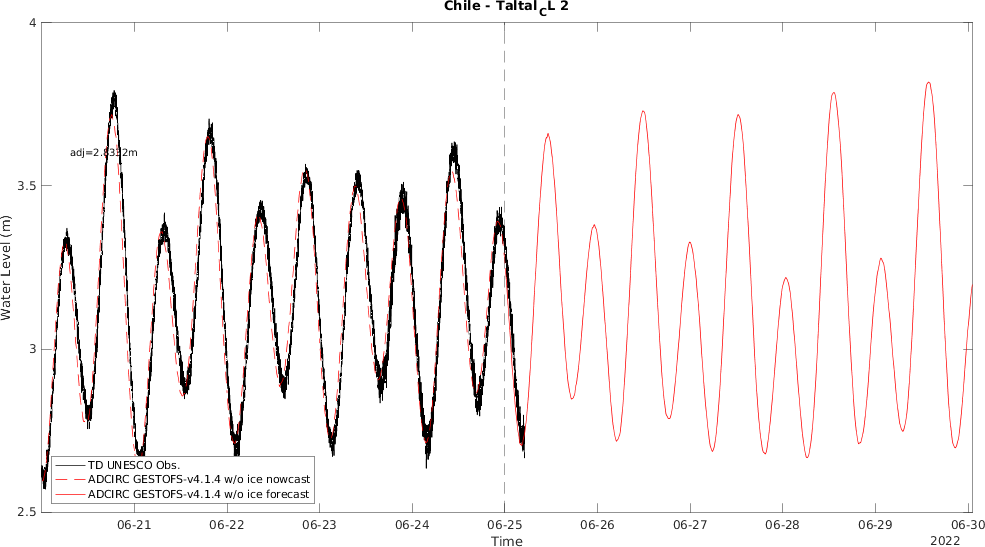 Chile - Taltal_CL 2
4
3.5
3
2.5
Water Level (m)
adj=2.8332m
TD UNESCO Obs.
ADCIRC GESTOFS-v4.1.4 w/o ice nowcast
ADCIRC GESTOFS-v4.1.4 w/o ice forecast
06-21 06-22 06-23 06-24 06-25 06-26 06-27 06-28 06-29 06-30
Time
2022